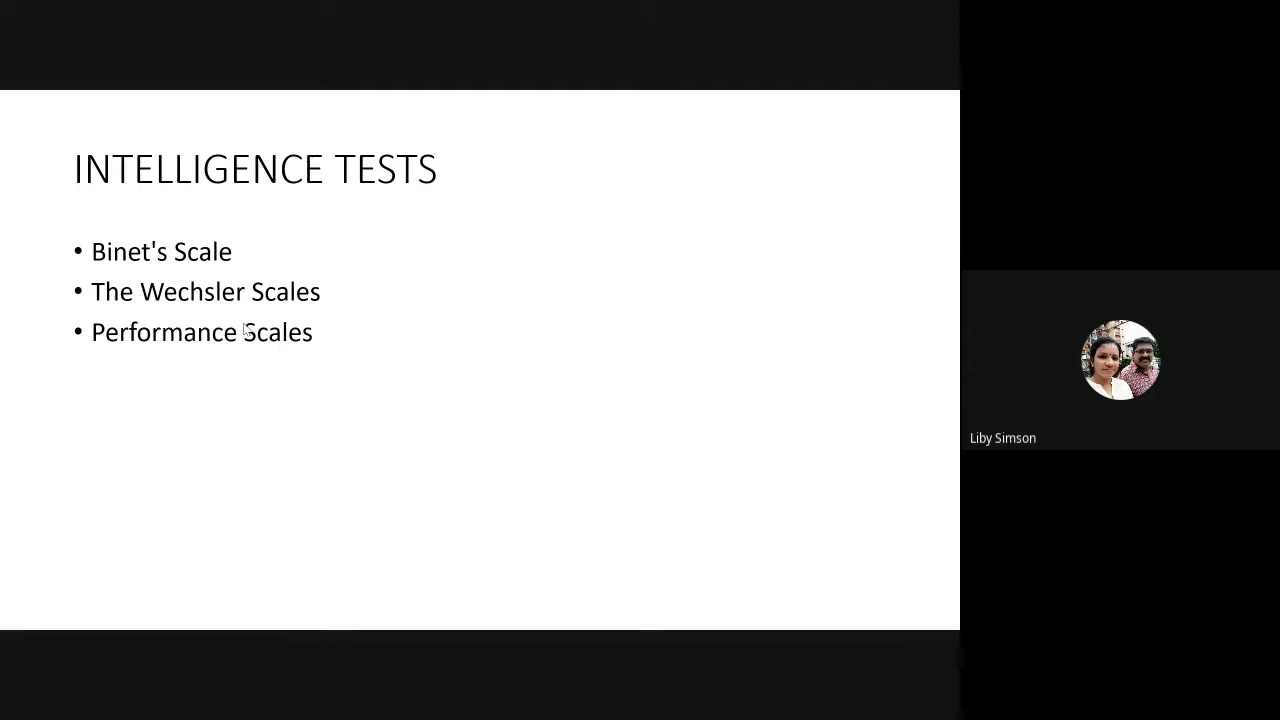 INTELLIGENCE TESTS
• Binet's Scale
• The Wechsler Scales
• Performance Scales
Liby Simson